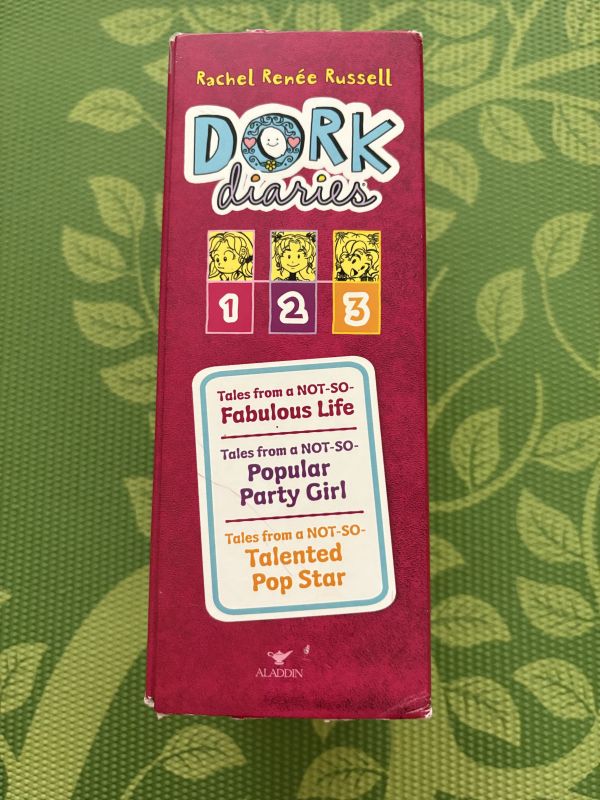 Rachel Renée Russell
DORK
diaries
1 2 3
Tales from a NOT-SO-
Fabulous Life
Tales from a NOT-SO-
Popular
Party Girl
Tales from a NOT-SO-
Talented
Pop Star
ALADDIN